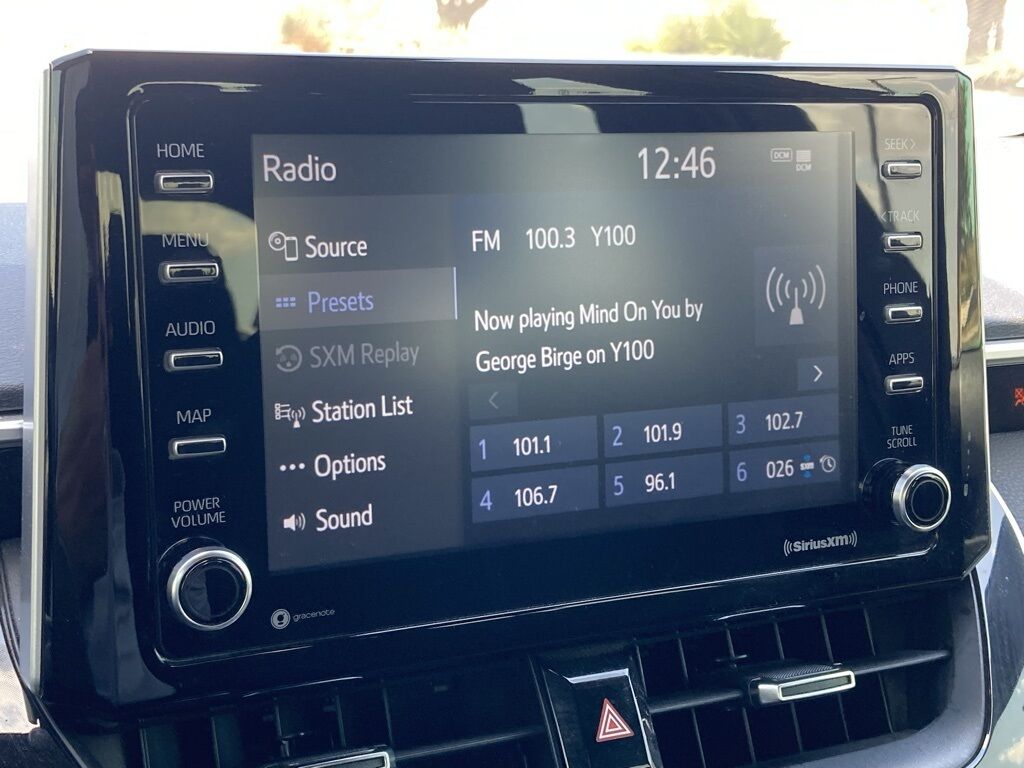 HOME
MENU
AUDIO
MAP
POWER
VOLUME
Radio
12:46
DCM
DCM
Source
Presets
SXM Replay
Station List
Options
Sound
FM 100.3 Y100
Now playing Mind On You by
George Birge on Y100
<
>
1 101.1
2 101.9
3 102.7
4 106.7
5 96.1
6 026 SXM
SEEK>
<TRACK
PHONE
APPS
TUNE
SCROLL
gracenote
((SiriusXM))